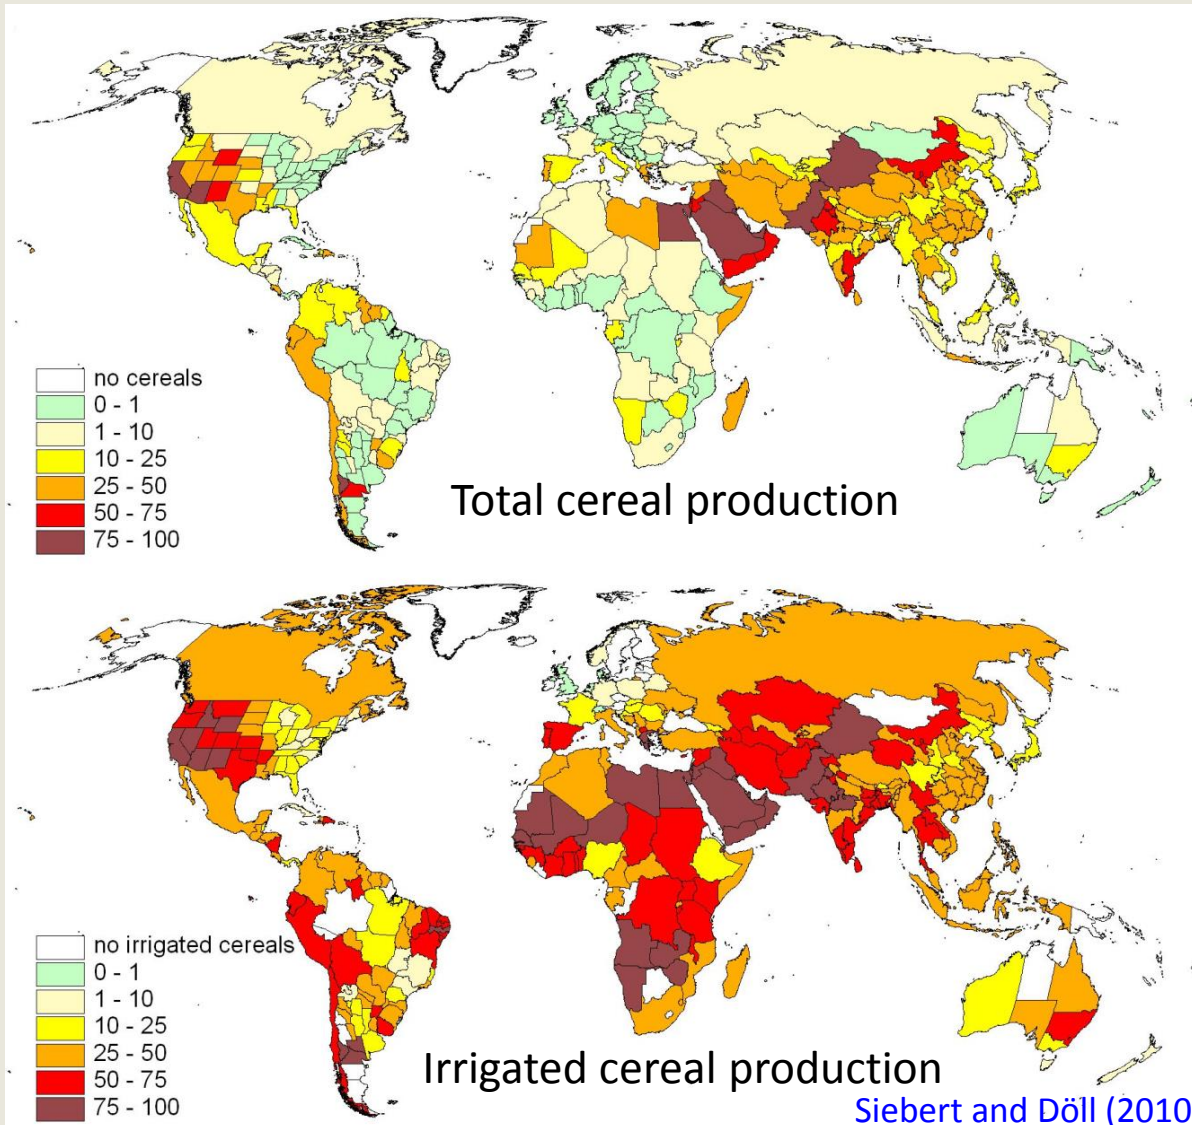 no cereals
0 - 1
1 - 10
10 - 25
25 - 50
50 - 75
75 - 100
Total cereal production
no irrigated cereals
0 - 1
1 - 10
10 - 25
25 - 50
50 - 75
75 - 100
Irrigated cereal production
Siebert and Döll (2010